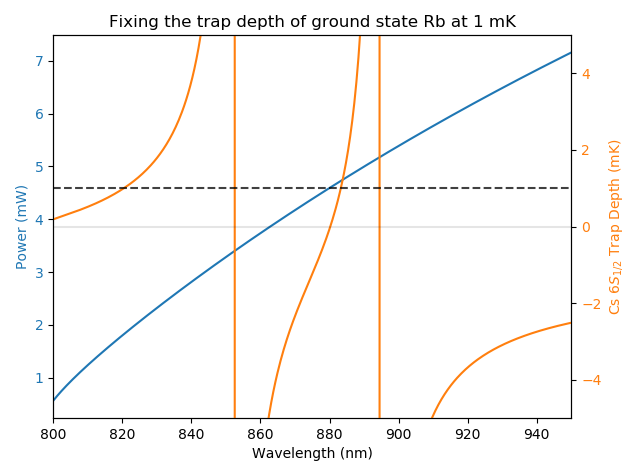 Fixing the trap depth of ground state Rb at 1 mK
7
6
5
4
3
2
1
Power (mW)
4
2
0
−2
−4
Cs 6S1/2 Trap Depth (mK)
800 820 840 860 880 900 920 940
Wavelength (nm)